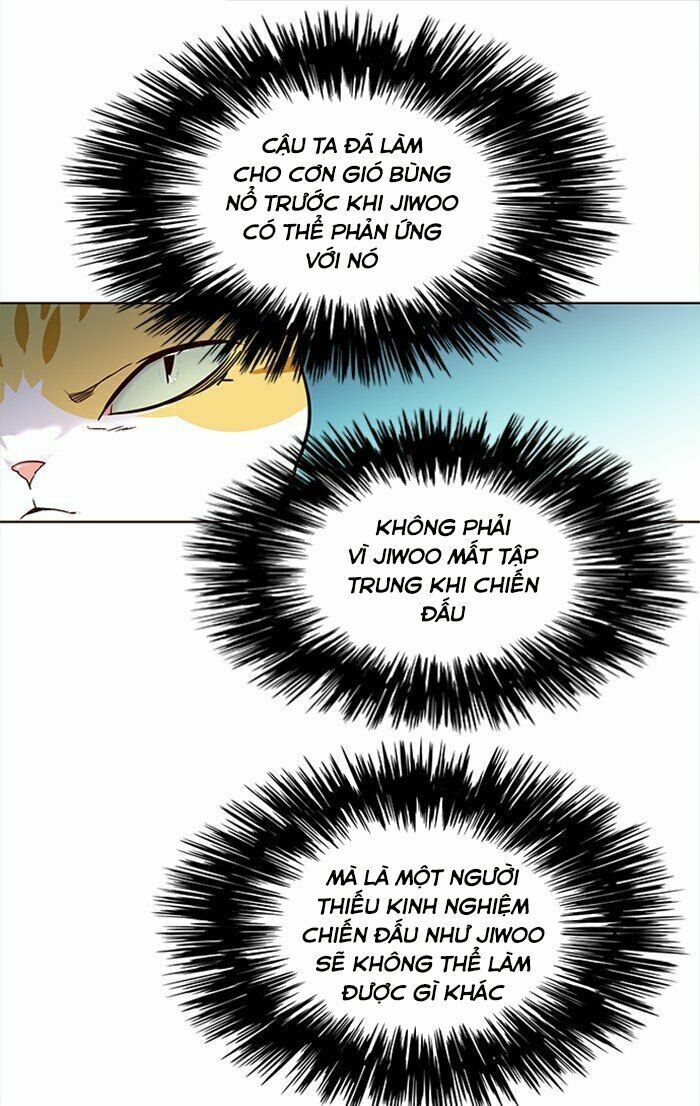 CẬU TA ĐÃ LÀM
CHO CƠN GIÓ BÙNG
NỔ TRƯỚC KHI JIWOO
CÓ THỂ PHẢN ỨNG
VỚI NÓ
KHÔNG PHẢI
VÌ JIWOO MẤT TẬP
TRUNG KHI CHIẾN
ĐẤU
MÀ LÀ MỘT NGƯỜI
THIẾU KINH NGHIỆM
CHIẾN ĐẤU NHƯ JIWOO
SẼ KHÔNG THỂ LÀM
ĐƯỢC GÌ KHÁC